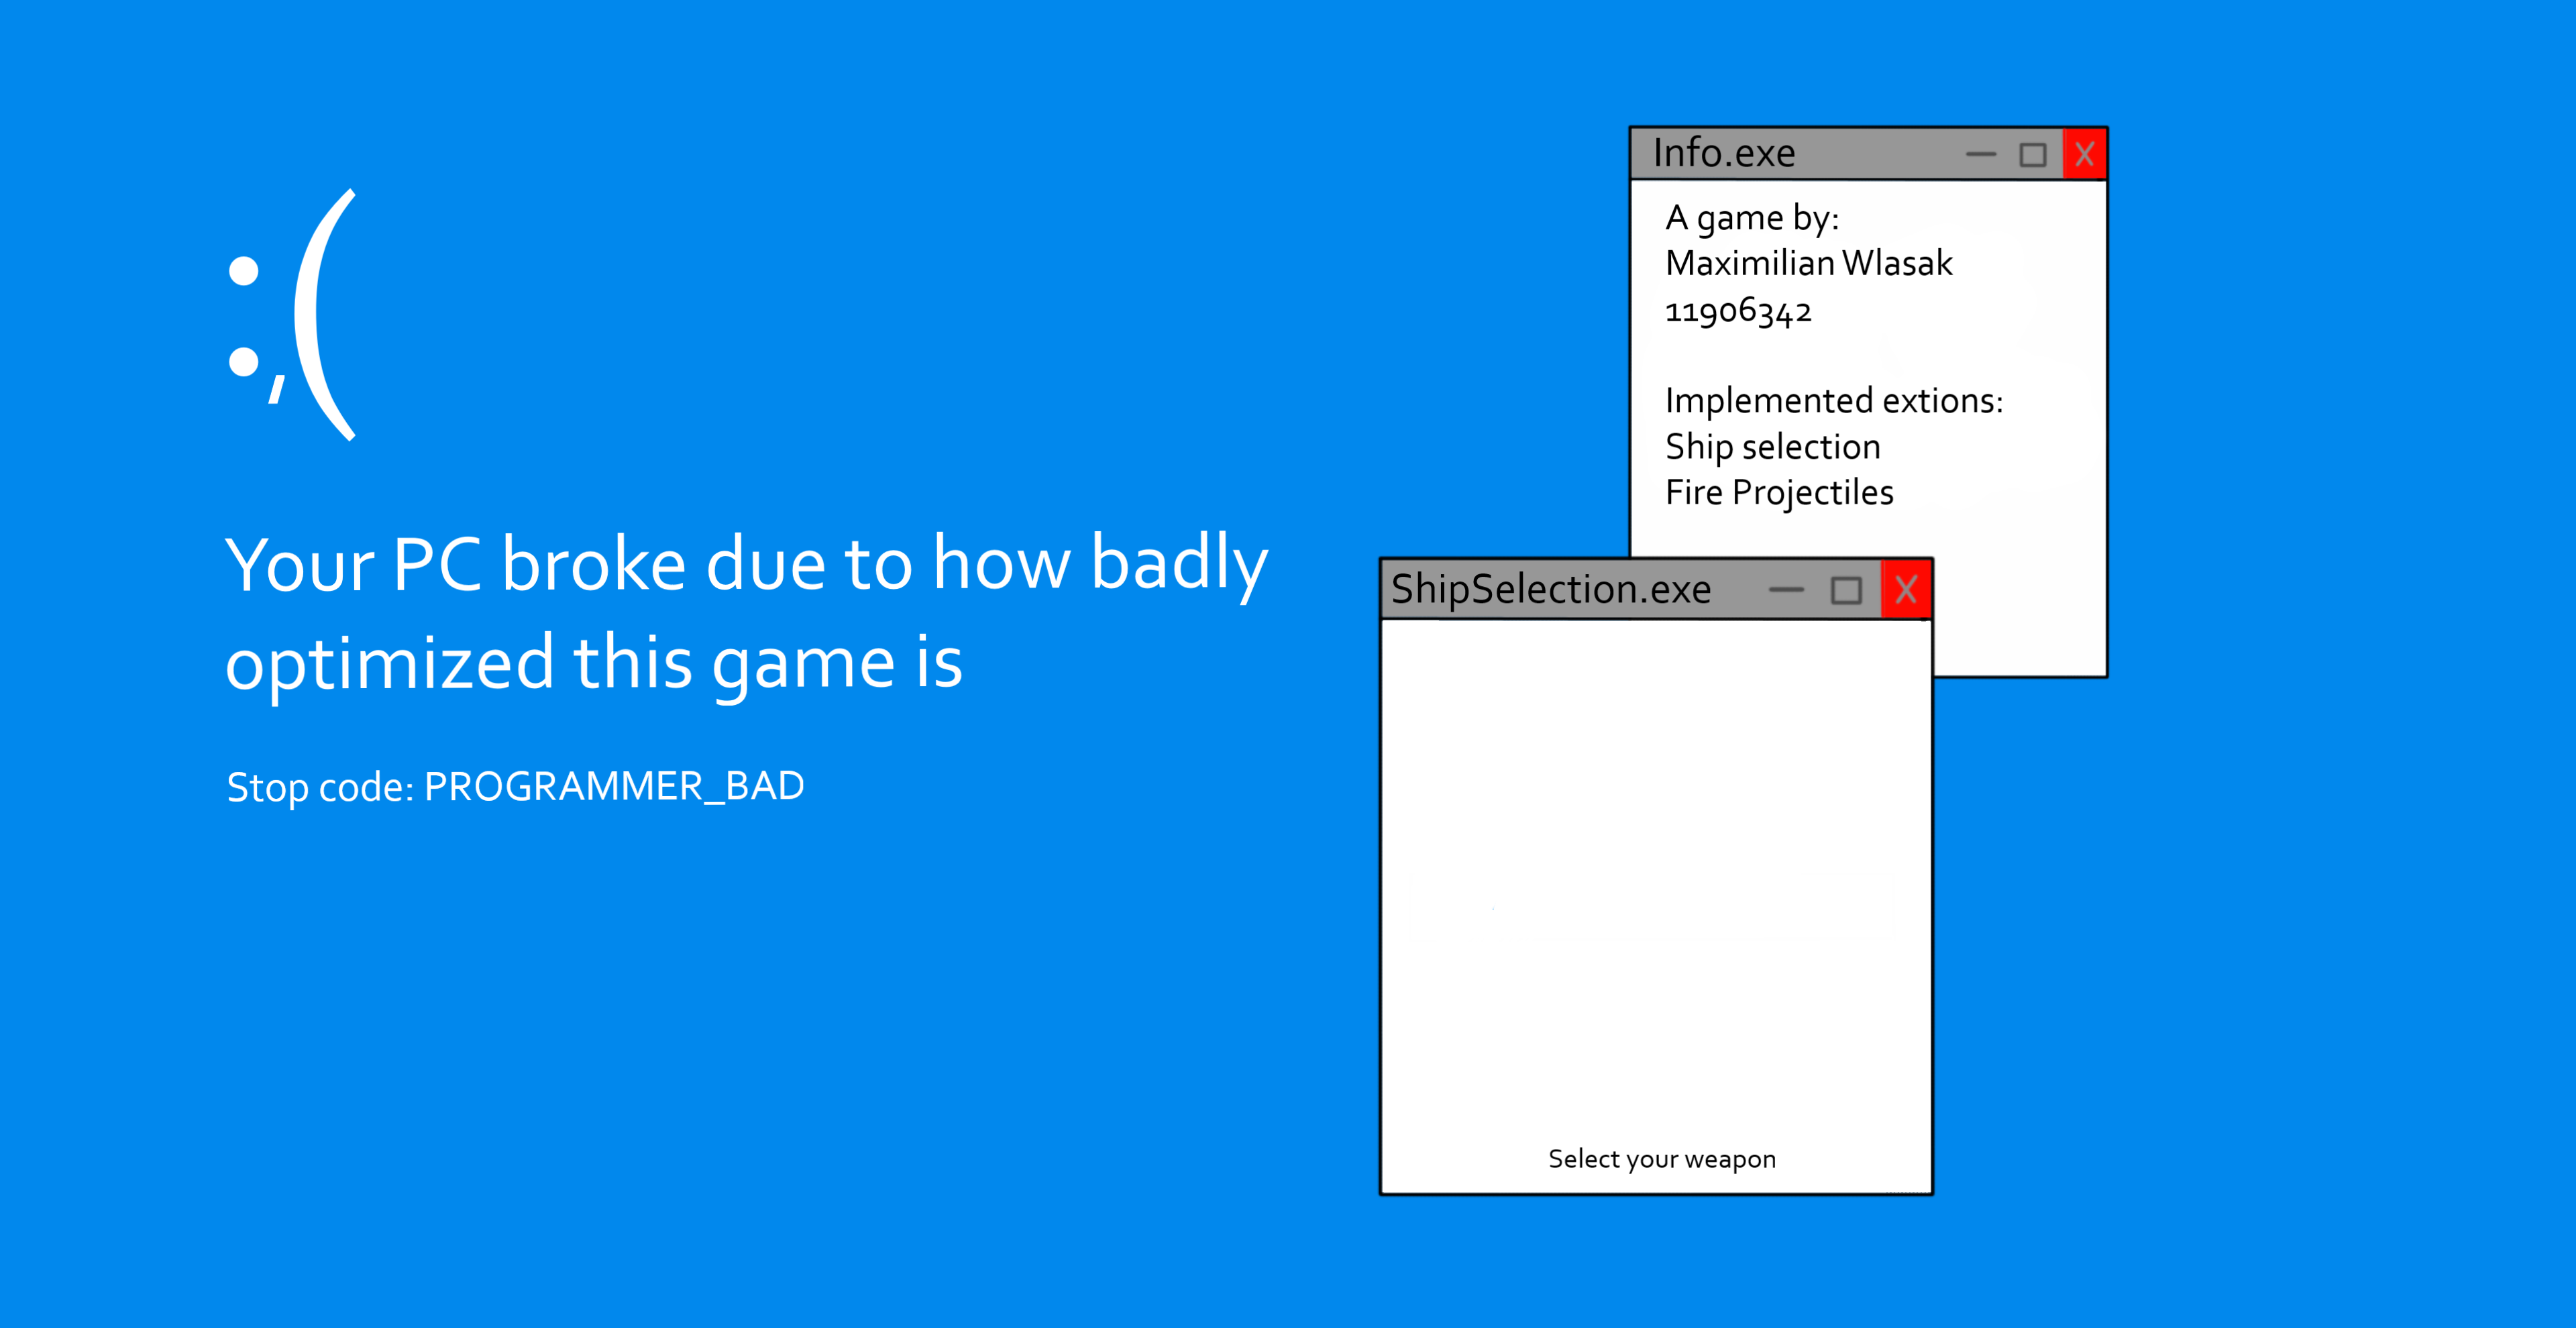 :,(
Your PC broke due to how badly
optimized this game is
Stop code: PROGRAMMER_BAD
Info.exe
X
A game by:
Maximilian Wlasak
11906342
Implemented extions:
Ship selection
Fire Projectiles
ShipSelection.exe
X
Select your weapon